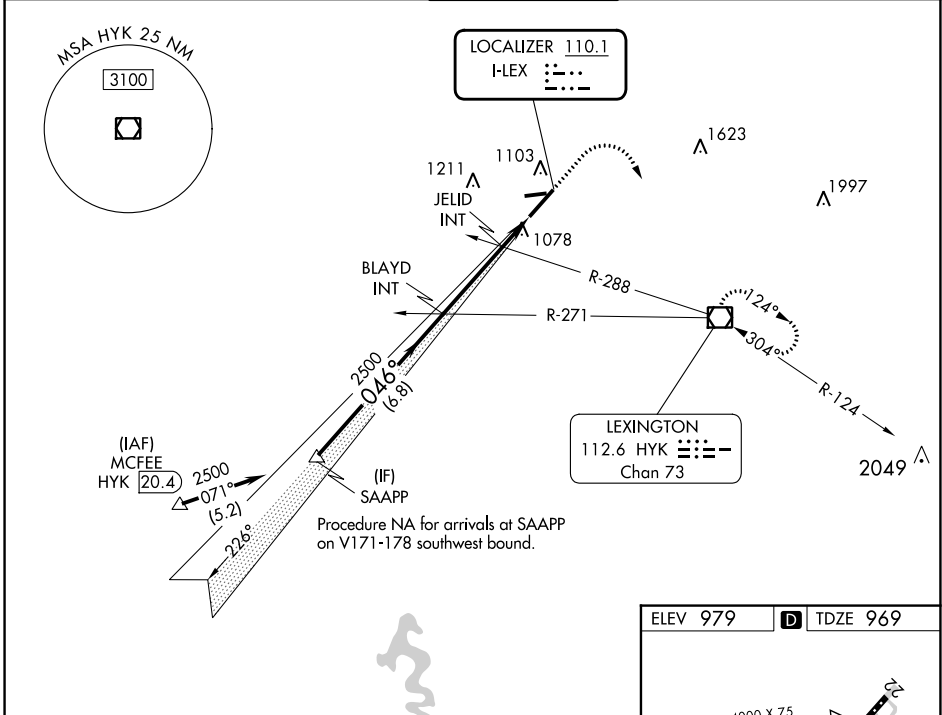 MSA HYK 25 NM
3100
LOCALIZER 110.1
I-LEX
1623
1103
1211
1997
JELID
INT
1078
BLAYD
INT
R-288
R-271
124°
304°
R-124
2500
046°
(6.8)
LEXINGTON
112.6 HYK
Chan 73
2049
(IAF)
MCFEE
HYK 20.4
2500
071°
(5.2)
(IF)
SAAPP
226°
Procedure NA for arrivals at SAAPP
on V171-178 southwest bound.
ELEV 979 D TDZE 969
22
X 75